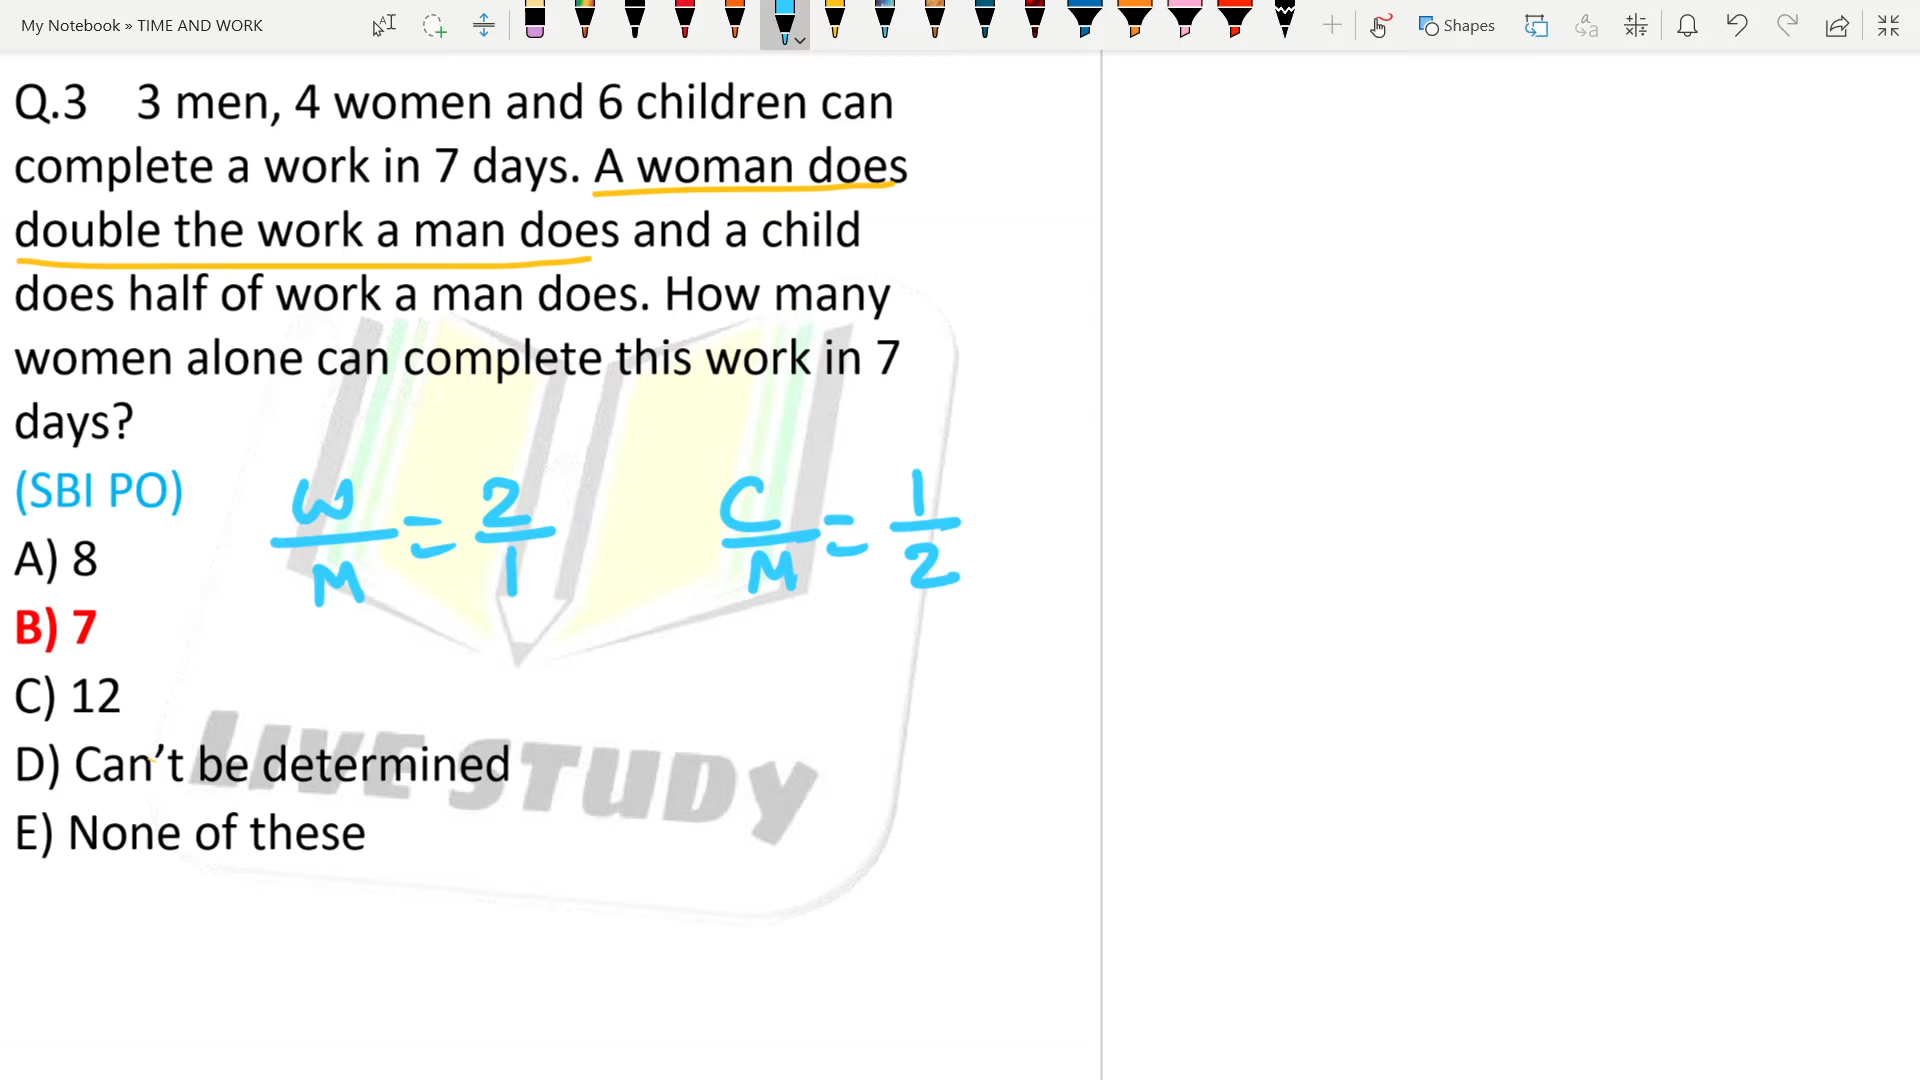 My Notebook » TIME AND WORK
Shapes
Q.3 3 men, 4 women and 6 children can
complete a work in 7 days. A woman does
double the work a man does and a child
does half of work a man does. How many
women alone can complete this work in 7
days?
(SBI PO)
W/M = 2/1
C/M = 1/2
A) 8
B) 7
C) 12
D) Can’t be determined
E) None of these
LIVE STUDY